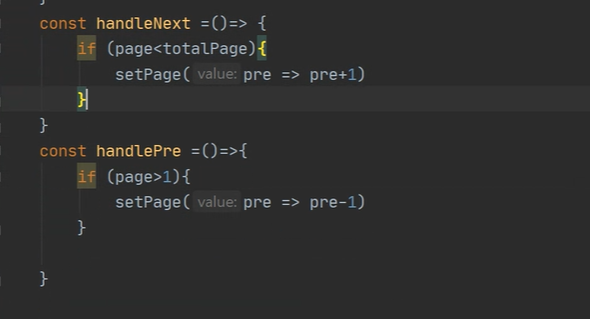 const handleNext =()=> {
if (page<totalPage){
setPage( value: pre => pre+1)
}
}
const handlePre =()=>{
if (page>1){
setPage( value: pre => pre-1)
}
}